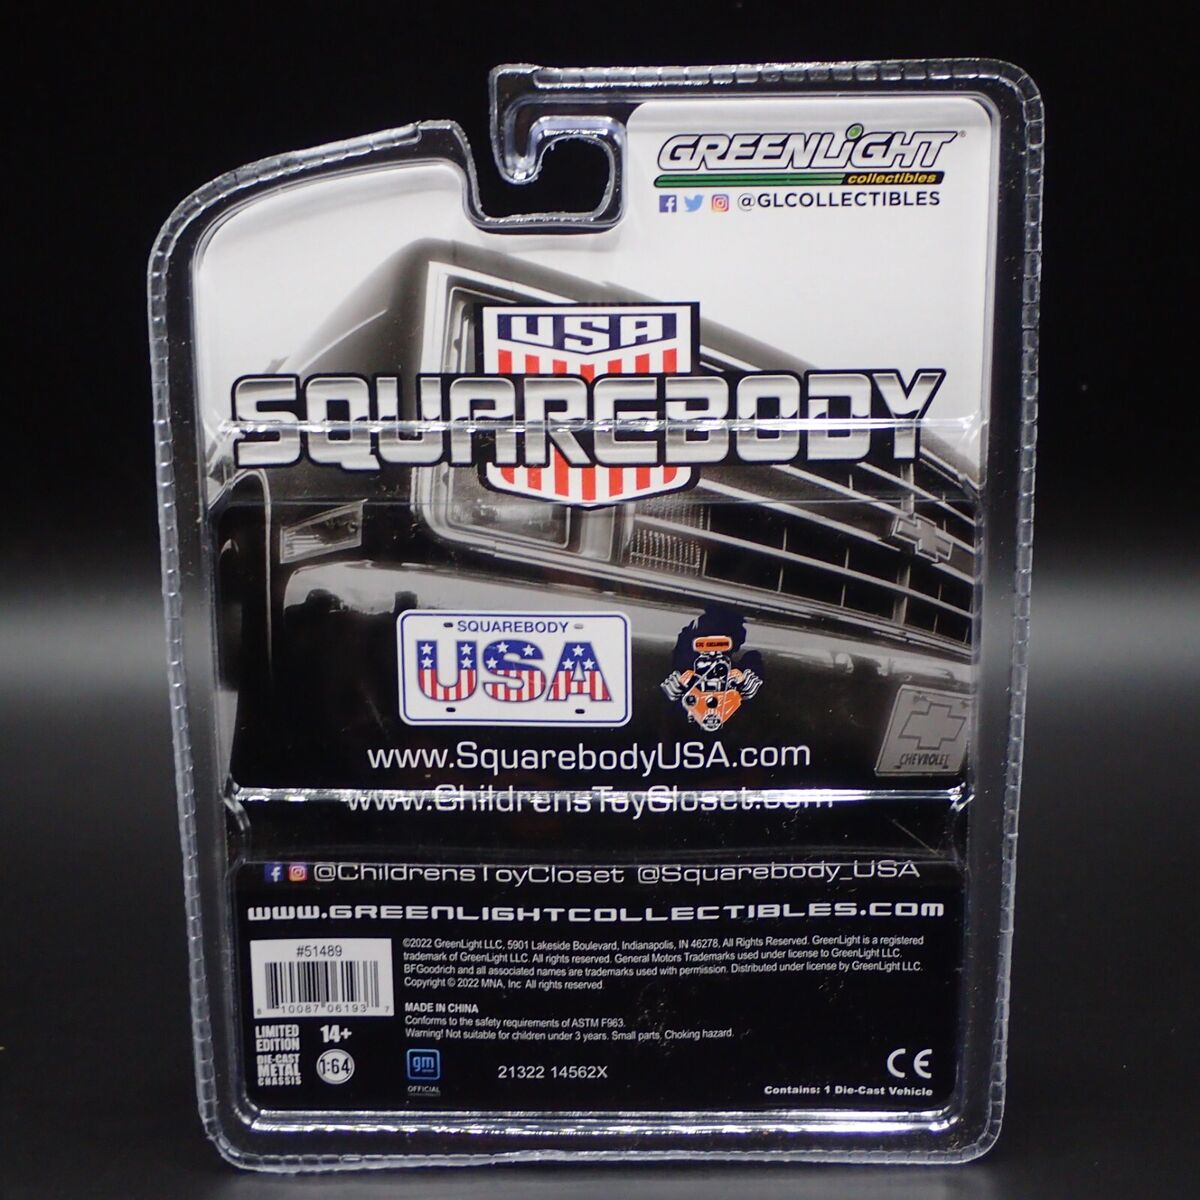 GREENLiGHT®
collectibles
@GLCOLLECTIBLES
USA
SQUAREBODY
SQUAREBODY
USA
CTC EXCLUSIVE
CHEVROLET
www.SquarebodyUSA.com
www.ChildrensToyCloset.com
@ChildrensToyCloset @Squarebody_USA
www.GREENLIGHTCOLLECTIBLES.com
#51489
8 10087 06193 7
©2022 GreenLight LLC, 5901 Lakeside Boulevard, Indianapolis, IN 46278, All Rights Reserved. GreenLight is a registered
trademark of GreenLight LLC. All rights reserved. General Motors Trademarks used under license to GreenLight LLC.
BFGoodrich and all associated names are trademarks used with permission. Distributed under license by GreenLight LLC.
Copyright © 2022 MNA, Inc. All rights reserved.
MADE IN CHINA
Conforms to the safety requirements of ASTM F963.
Warning! Not suitable for children under 3 years. Small parts. Choking hazard.
LIMITED
EDITION
14+
DIE-CAST
METAL
CHASSIS
1:64
gm
OFFICIAL
21322 14562X
CE
Contains: 1 Die-Cast Vehicle